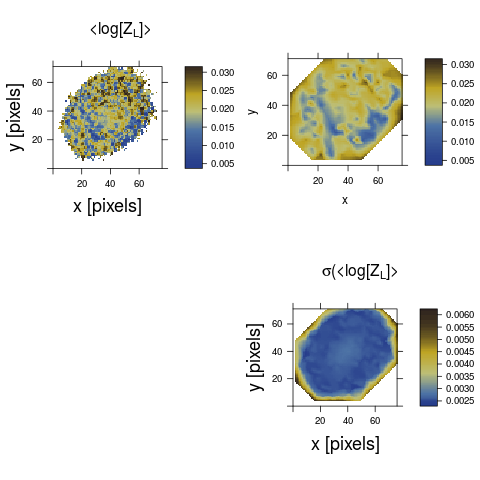 <log[Z_L]>
y [pixels]
60
40
20
20 40 60
x [pixels]
0.030
0.025
0.020
0.015
0.010
0.005
y
60
40
20
20 40 60
x
0.030
0.025
0.020
0.015
0.010
0.005
σ(<log[Z_L]>
y [pixels]
60
40
20
20 40 60
x [pixels]
0.0060
0.0055
0.0050
0.0045
0.0040
0.0035
0.0030
0.0025